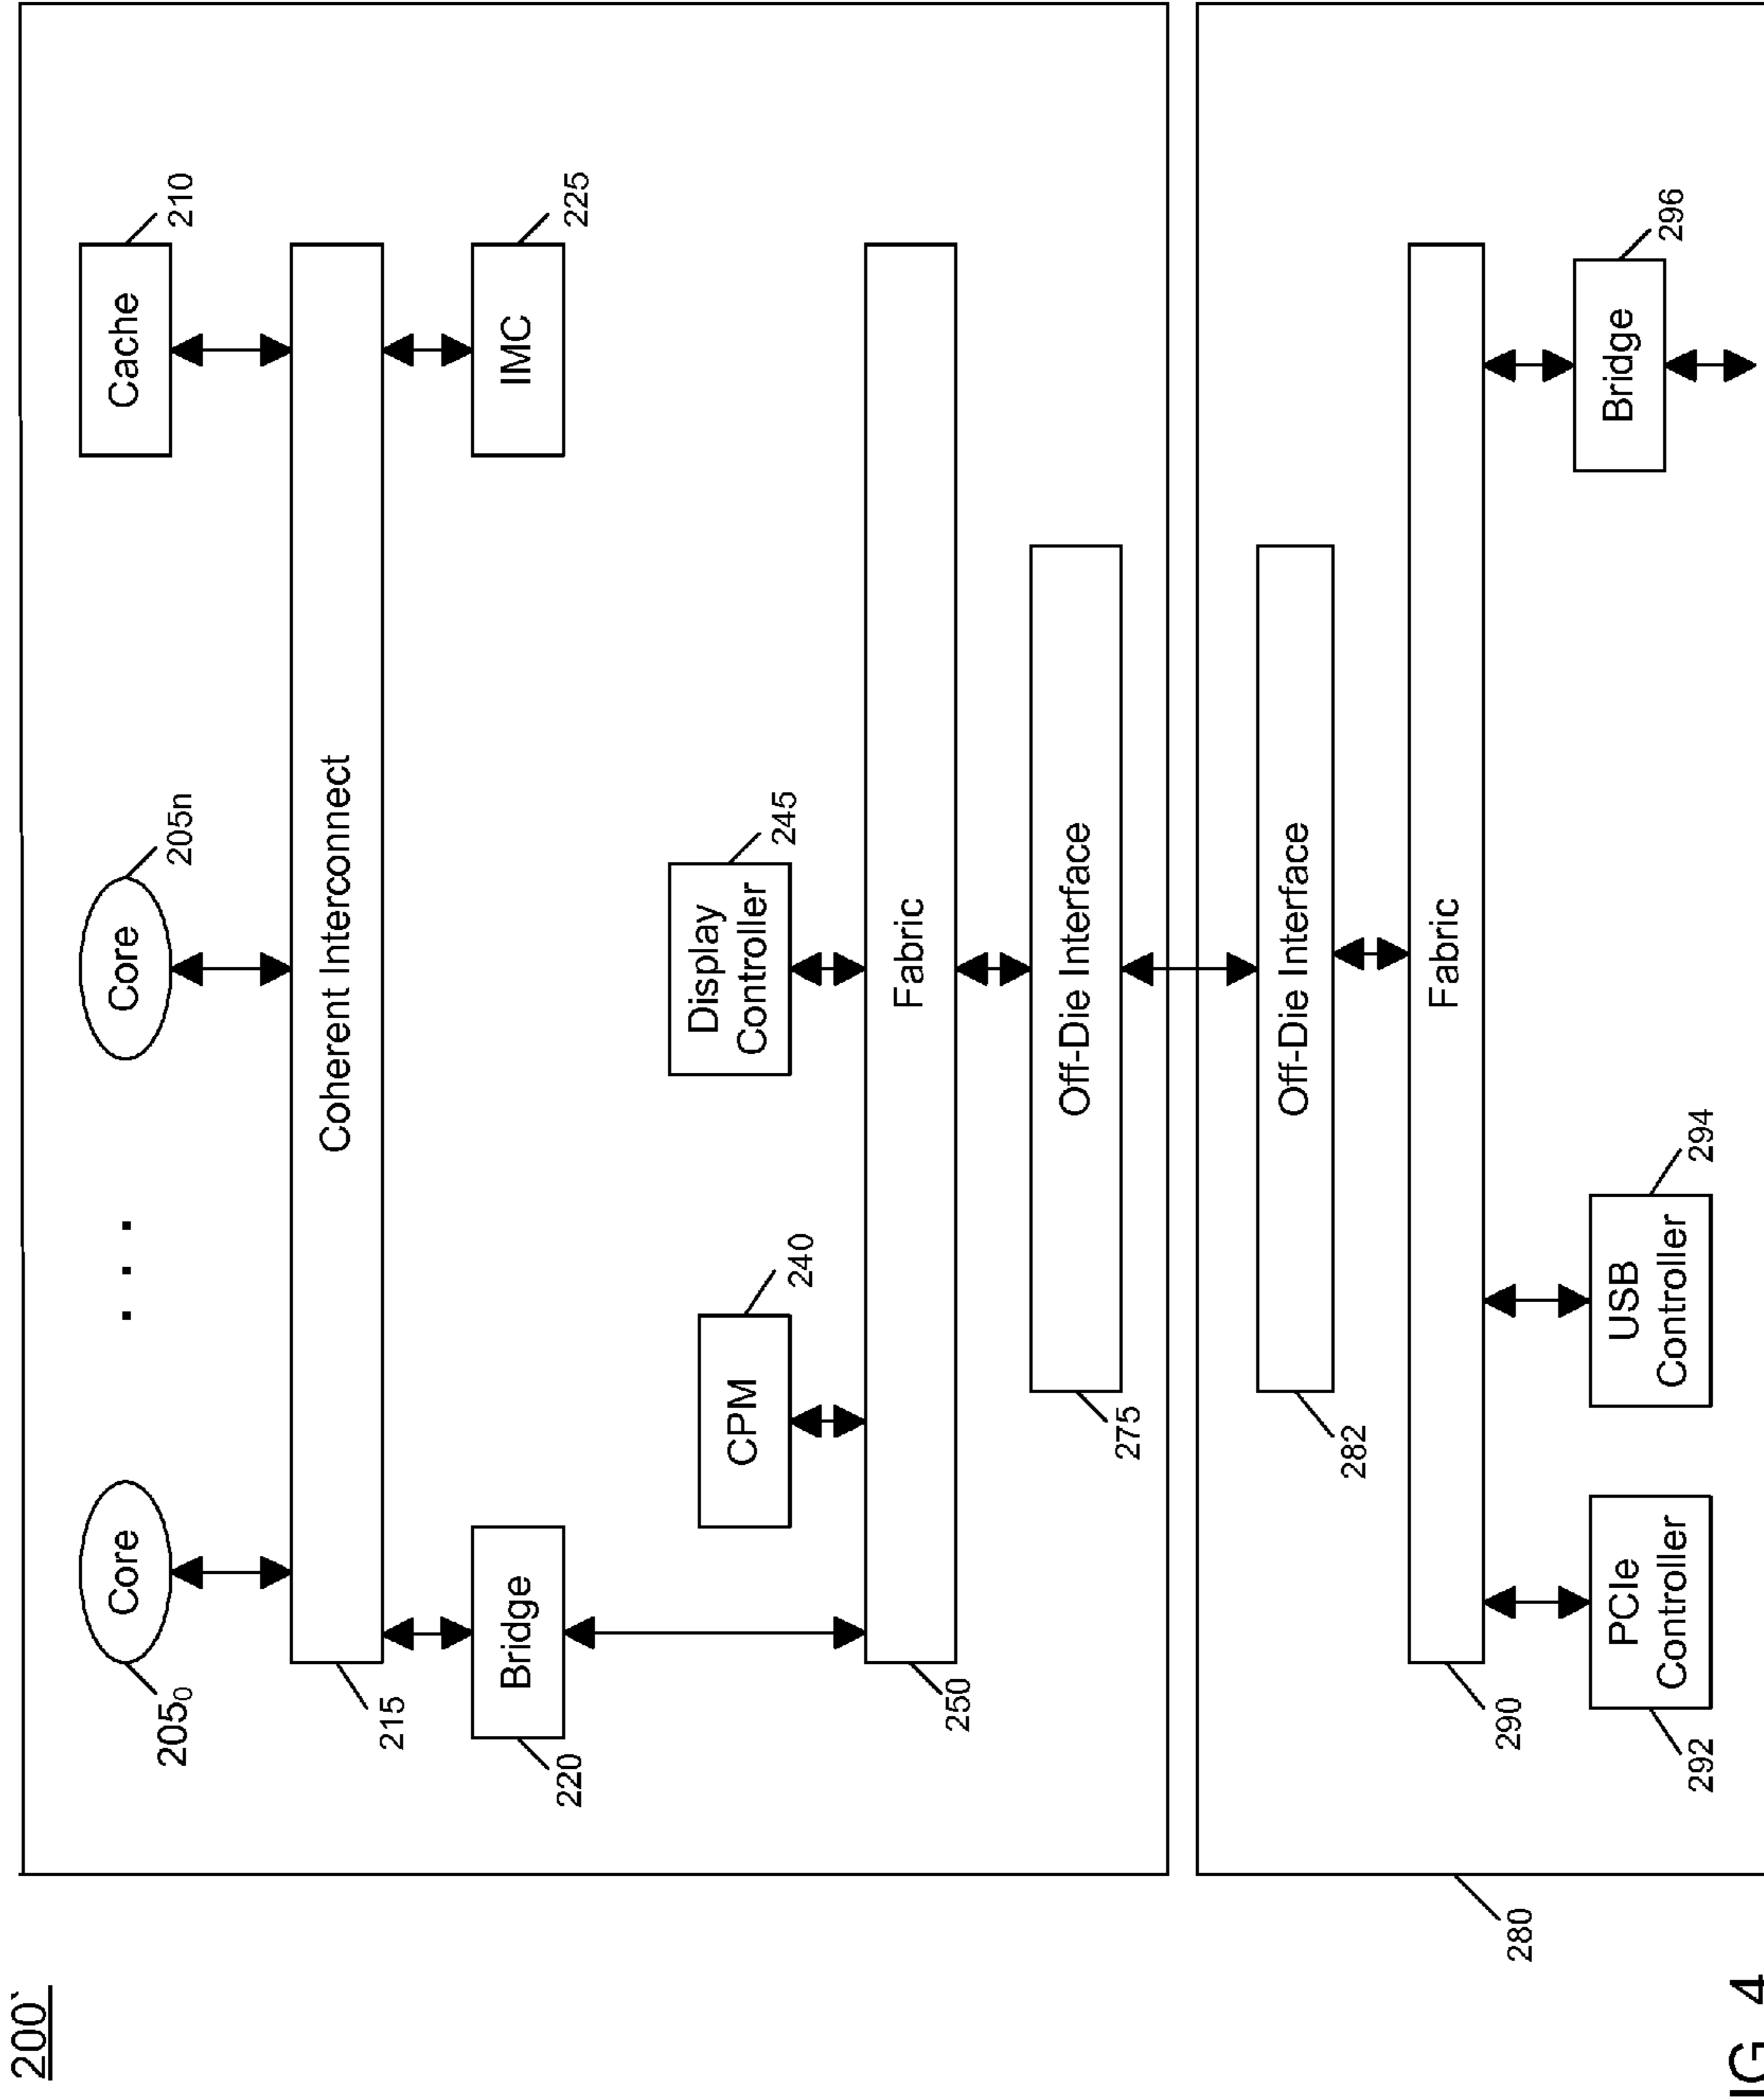 200`
Core
205₀
. . .
Core
205n
Cache
210
Coherent Interconnect
215
Bridge
220
IMC
225
CPM
240
Display
Controller
245
Fabric
250
Off-Die Interface
275
Off-Die Interface
282
280
Fabric
290
PCIe
Controller
292
USB
Controller
294
Bridge
296
IG. 4